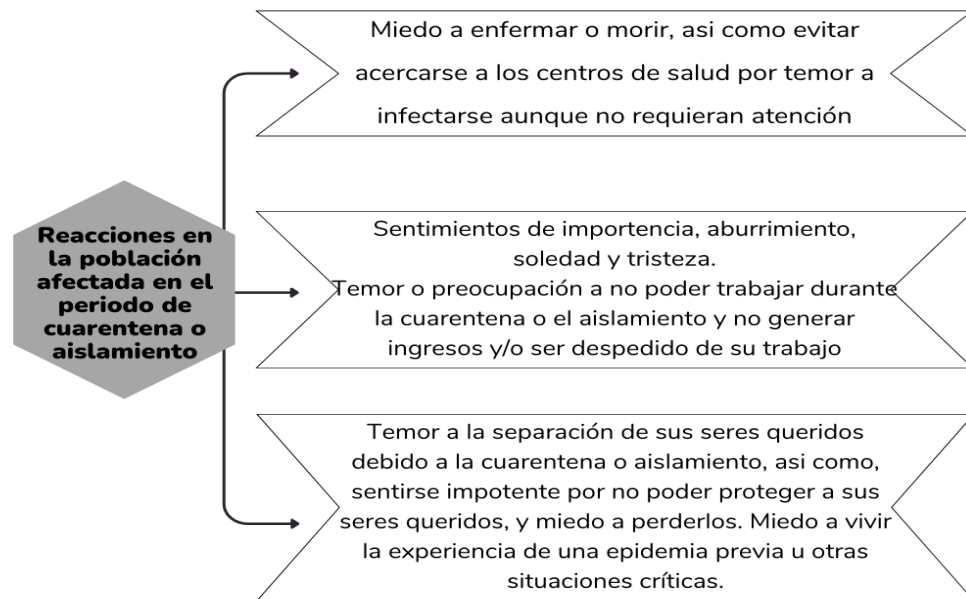 Miedo a enfermar o morir, asi como evitar
acercarse a los centros de salud por temor a
infectarse aunque no requieran atención
Reacciones en
la población
afectada en el
periodo de
cuarentena o
aislamiento
Sentimientos de importencia, aburrimiento,
soledad y tristeza.
Temor o preocupación a no poder trabajar durante
la cuarentena o el aislamiento y no generar
ingresos y/o ser despedido de su trabajo
Temor a la separación de sus seres queridos
debido a la cuarentena o aislamiento, asi como,
sentirse impotente por no poder proteger a sus
seres queridos, y miedo a perderlos. Miedo a vivir
la experiencia de una epidemia previa u otras
situaciones críticas.